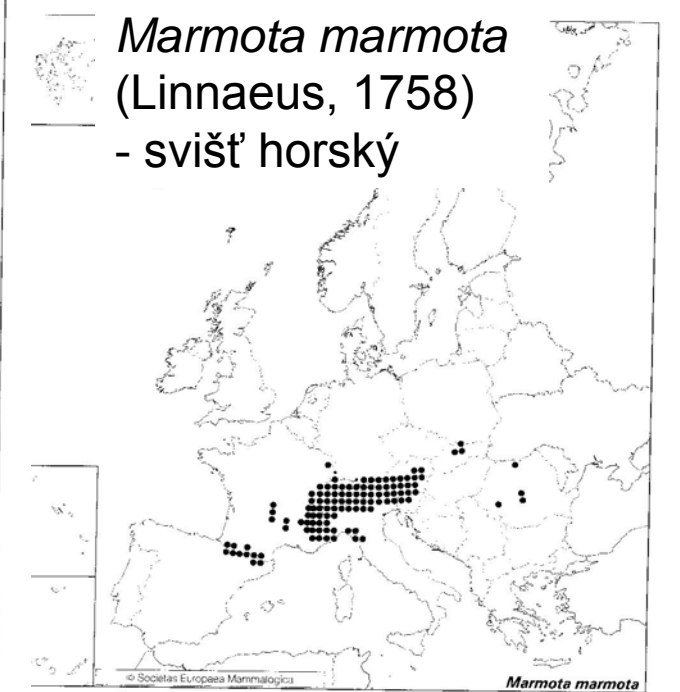 Marmota marmota
(Linnaeus, 1758)
- svišť horský
© Societas Europaea Mammalogica
Marmota marmota